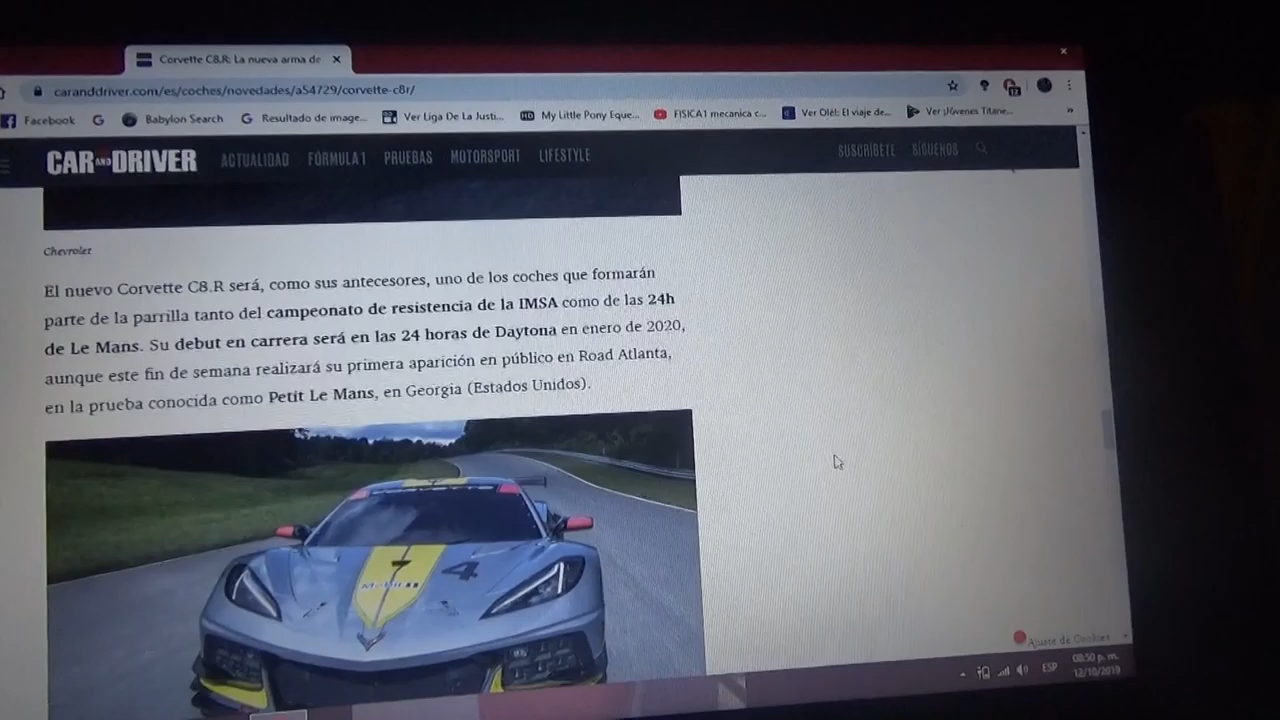 Corvette C8.R: La nueva arma de
caranddriver.com/es/coches/novedades/a54729/corvette-c8r/
12
Facebook
Babylon Search
Resultado de image...
Ver Liga De La Justi...
My Little Pony Eque...
FISICA1 mecanica c...
Ver Olé!: El viaje de...
Ver ¡Jóvenes Titane...
CAR AND DRIVER
ACTUALIDAD FÓRMULA 1 PRUEBAS MOTORSPORT LIFESTYLE
SUSCRÍBETE SÍGUENOS
Chevrolet
El nuevo Corvette C8.R será, como sus antecesores, uno de los coches que formarán
parte de la parrilla tanto del campeonato de resistencia de la IMSA como de las 24h
de Le Mans. Su debut en carrera será en las 24 horas de Daytona en enero de 2020,
aunque este fin de semana realizará su primera aparición en público en Road Atlanta,
en la prueba conocida como Petit Le Mans, en Georgia (Estados Unidos).
CORVETTE
4
Mobil 1
Ajuste de Cookies
ESP
08:50 p. m.
12/10/2019